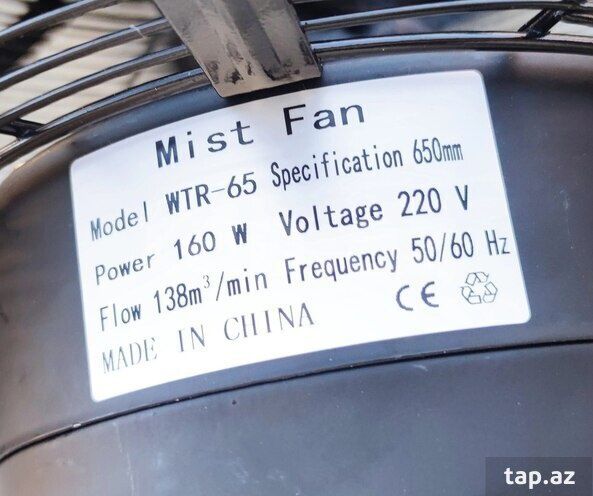 Mist Fan
Model WTR-65 Specification 650mm
Power 160 W Voltage 220 V
Flow 138m³/min Frequency 50/60 Hz
MADE IN CHINA CE
tap.az